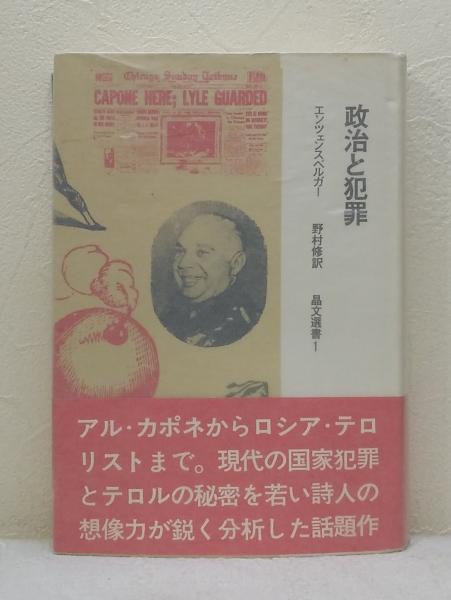 Chicago Sunday Tribune
CAPONE HERE; LYLE GUARDED
政治と犯罪
エンツェンスベルガー
野村修訳
晶文選書1
アル・カポネからロシア・テロ
リストまで。現代の国家犯罪
とテロルの秘密を若い詩人の
想像力が鋭く分析した話題作